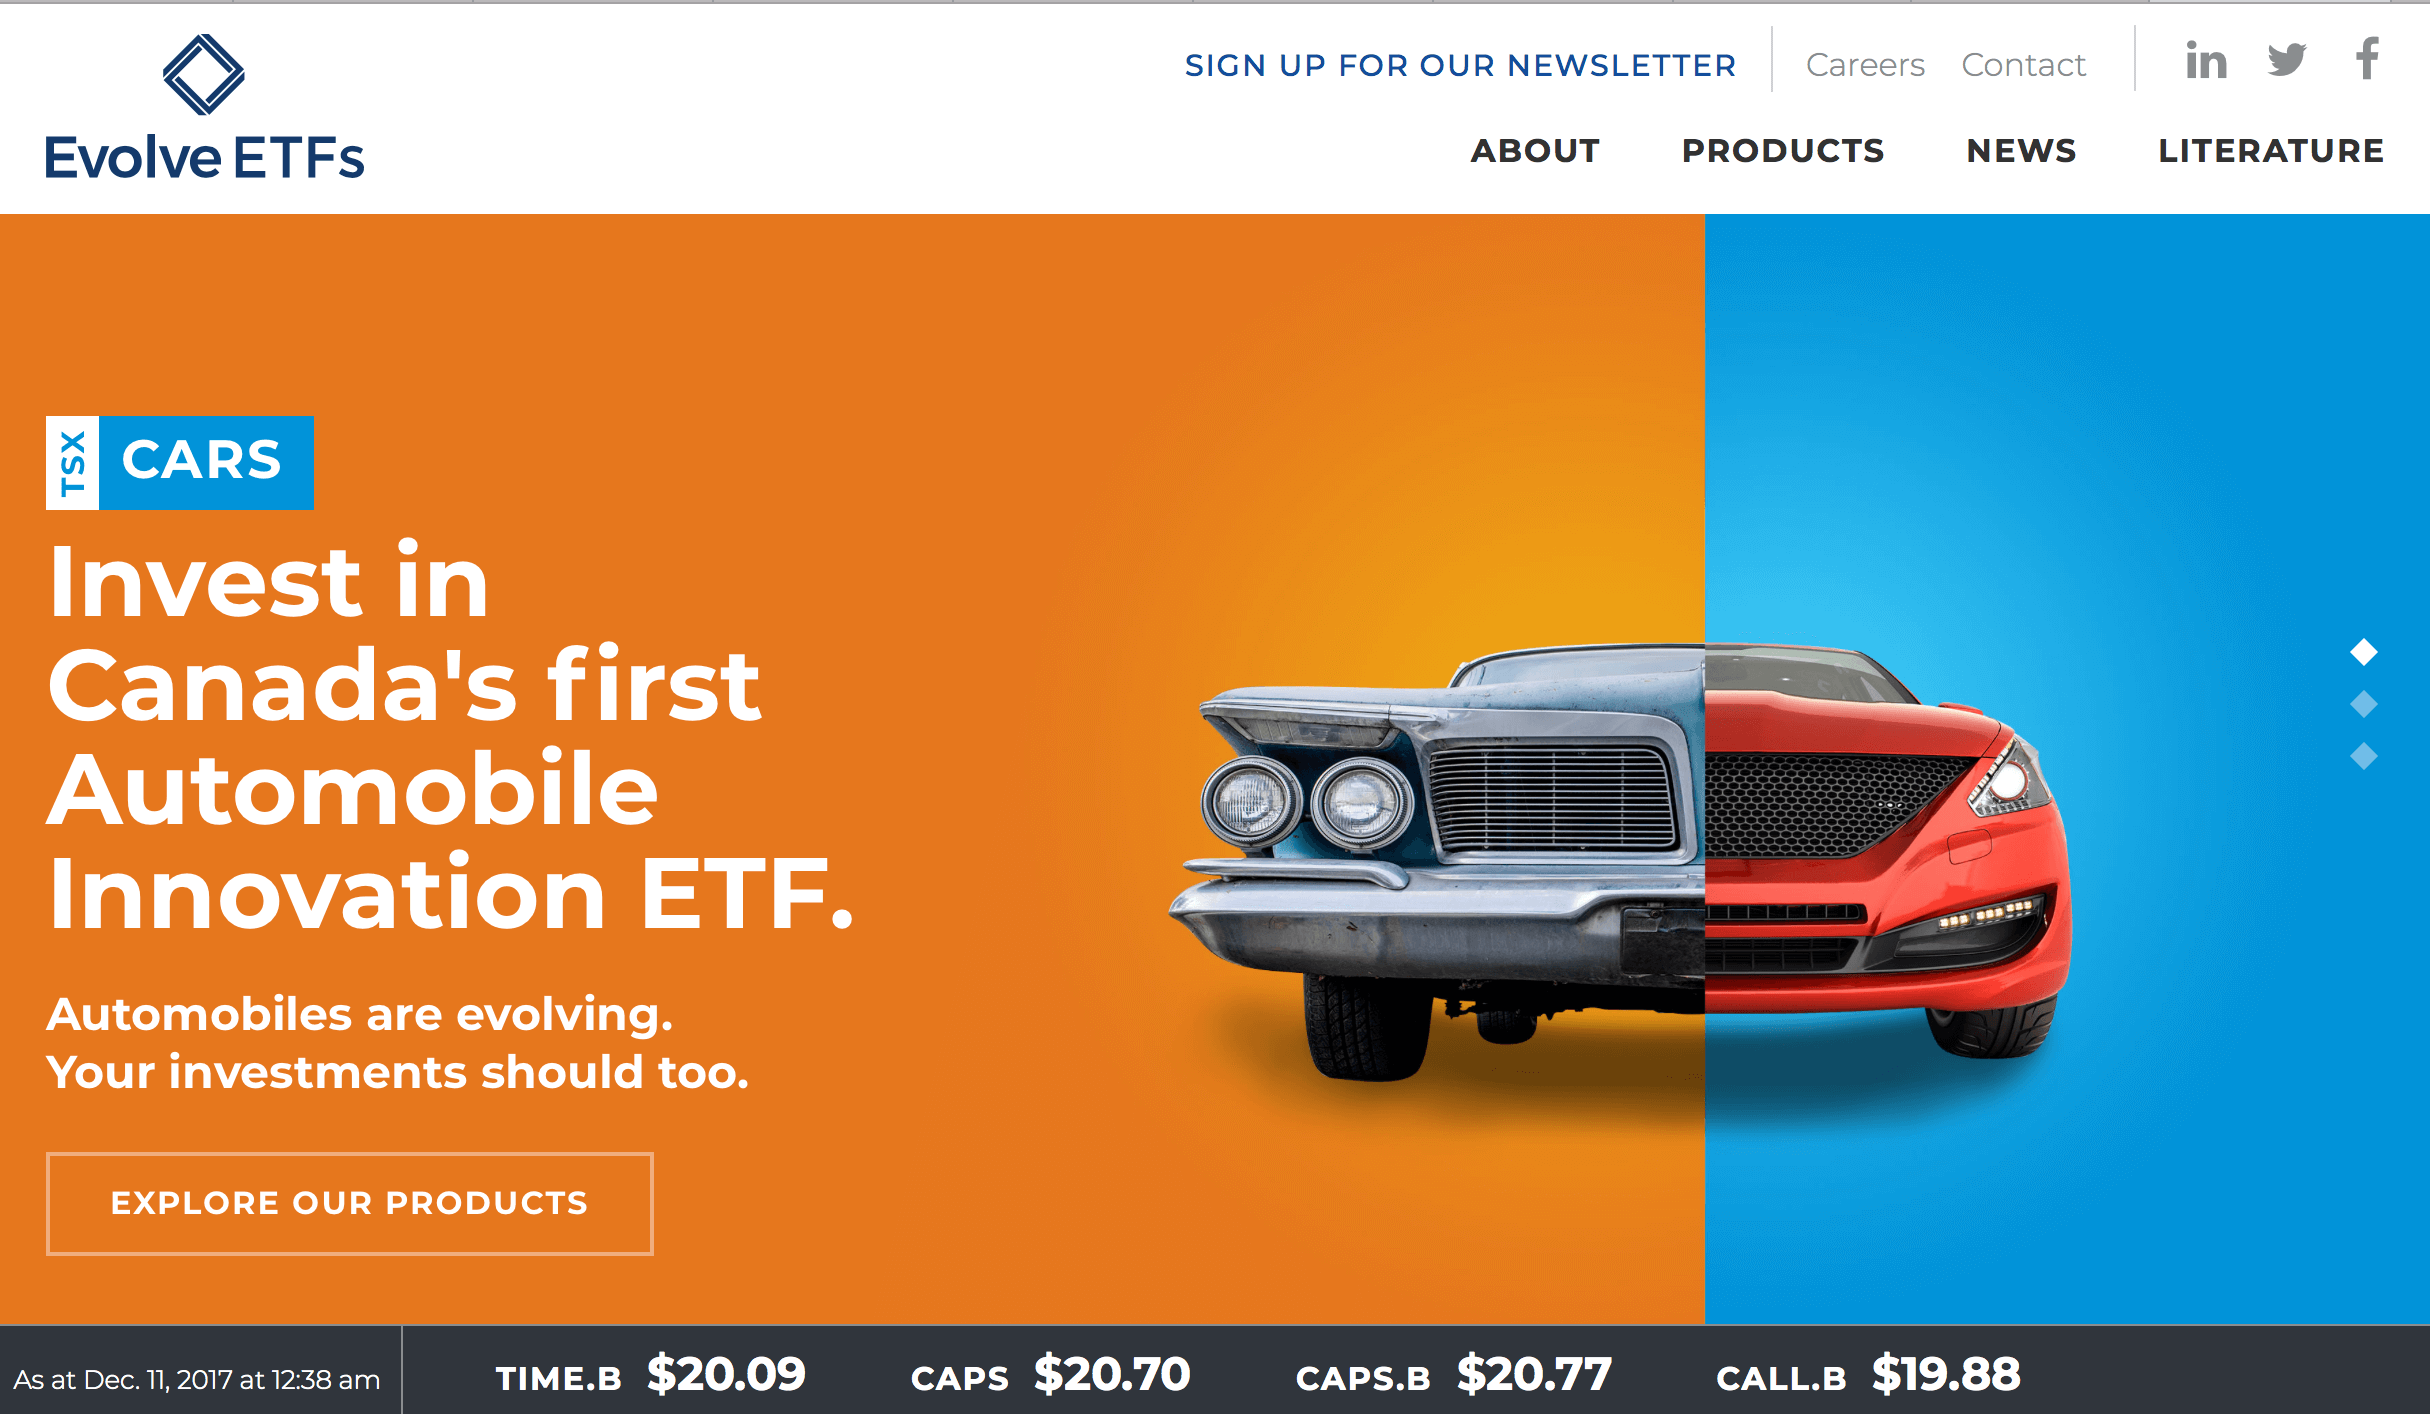 Evolve ETFs
SIGN UP FOR OUR NEWSLETTER
Careers
Contact
in
f
ABOUT
PRODUCTS
NEWS
LITERATURE
TSX
CARS
Invest in
Canada's first
Automobile
Innovation ETF.
Automobiles are evolving.
Your investments should too.
EXPLORE OUR PRODUCTS
As at Dec. 11, 2017 at 12:38 am
TIME.B $20.09
CAPS $20.70
CAPS.B $20.77
CALL.B $19.88